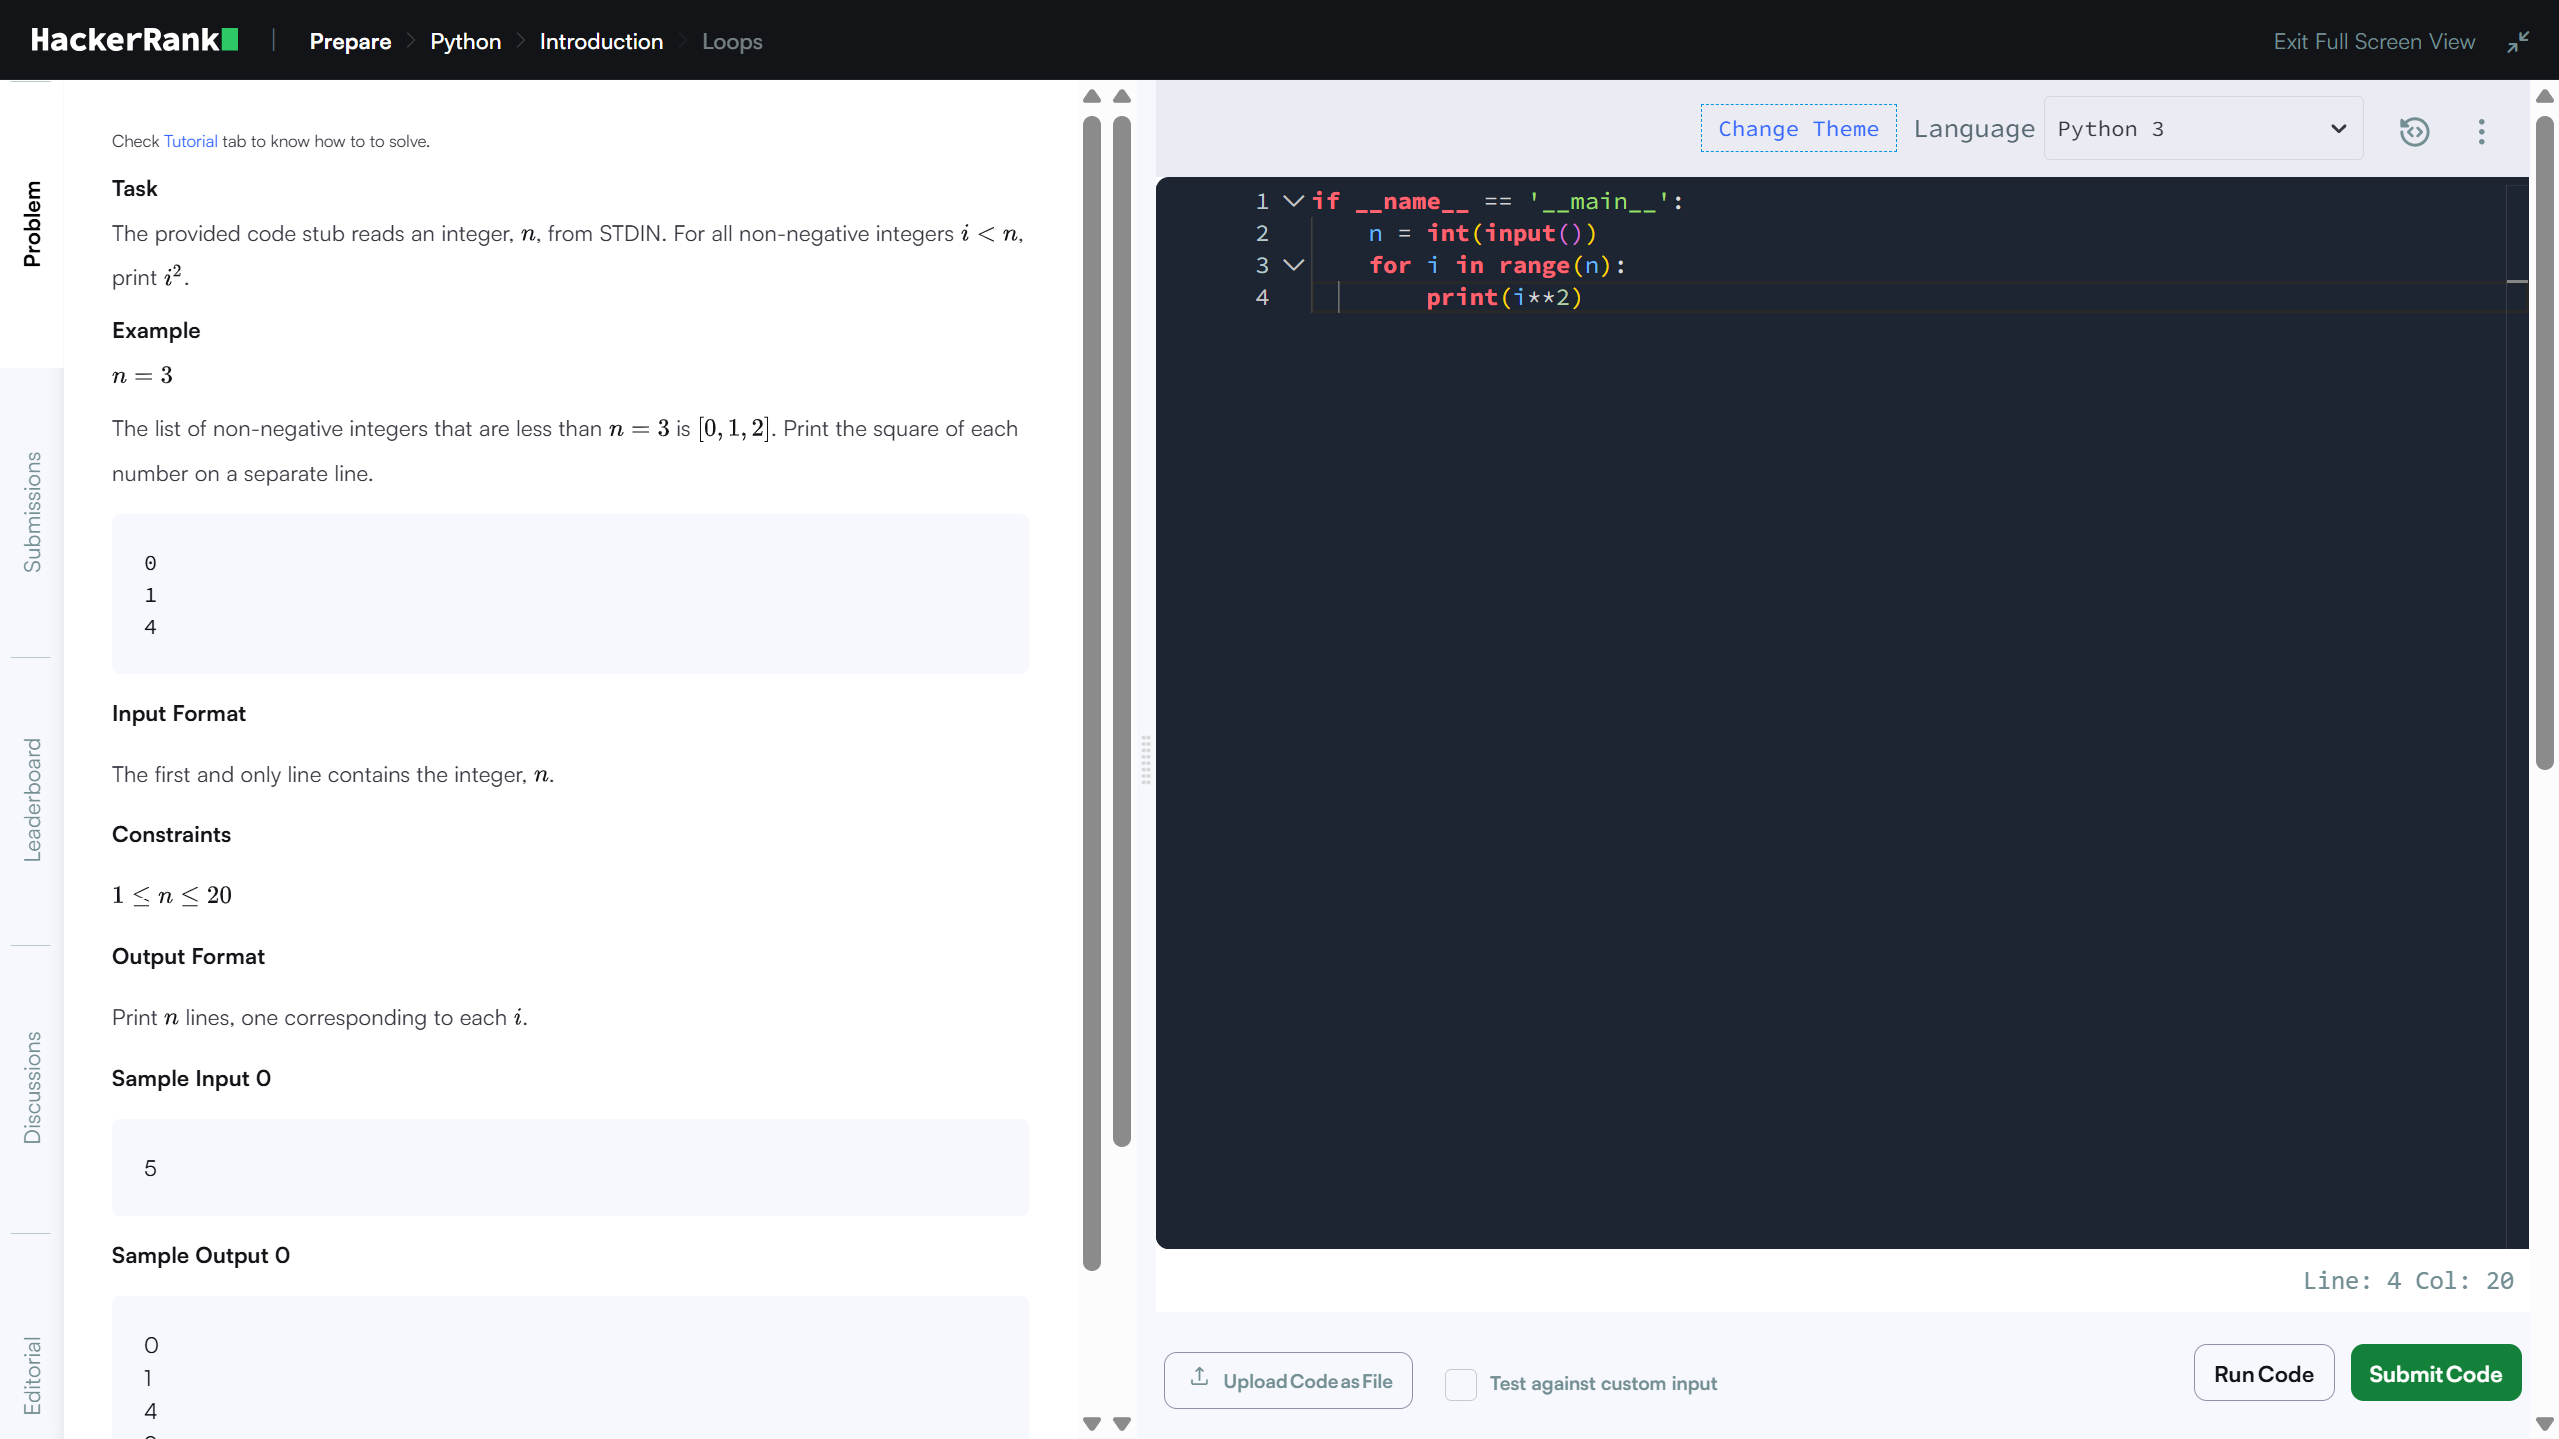 HackerRank | Prepare > Python > Introduction > Loops
Exit Full Screen View
Problem
Submissions
Leaderboard
Discussions
Editorial
Check Tutorial tab to know how to to solve.
Task
The provided code stub reads an integer, n, from STDIN. For all non-negative integers i < n,
print i².
Example
n = 3
The list of non-negative integers that are less than n = 3 is [0, 1, 2]. Print the square of each
number on a separate line.
0
1
4
Input Format
The first and only line contains the integer, n.
Constraints
1 ≤ n ≤ 20
Output Format
Print n lines, one corresponding to each i.
Sample Input 0
5
Sample Output 0
0
1
4
Change Theme Language Python 3
1 if __name__ == '__main__':
2     n = int(input())
3     for i in range(n):
4         print(i**2)
Line: 4 Col: 20
Upload Code as File
Test against custom input
Run Code
Submit Code